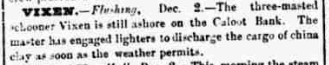 VIXEN.—Flushing, Dec. 2.—The three-masted
schooner Vixen is still ashore on the Caloot Bank. The
master has engaged lighters to discharge the cargo of china
clay as soon as the weather permits.